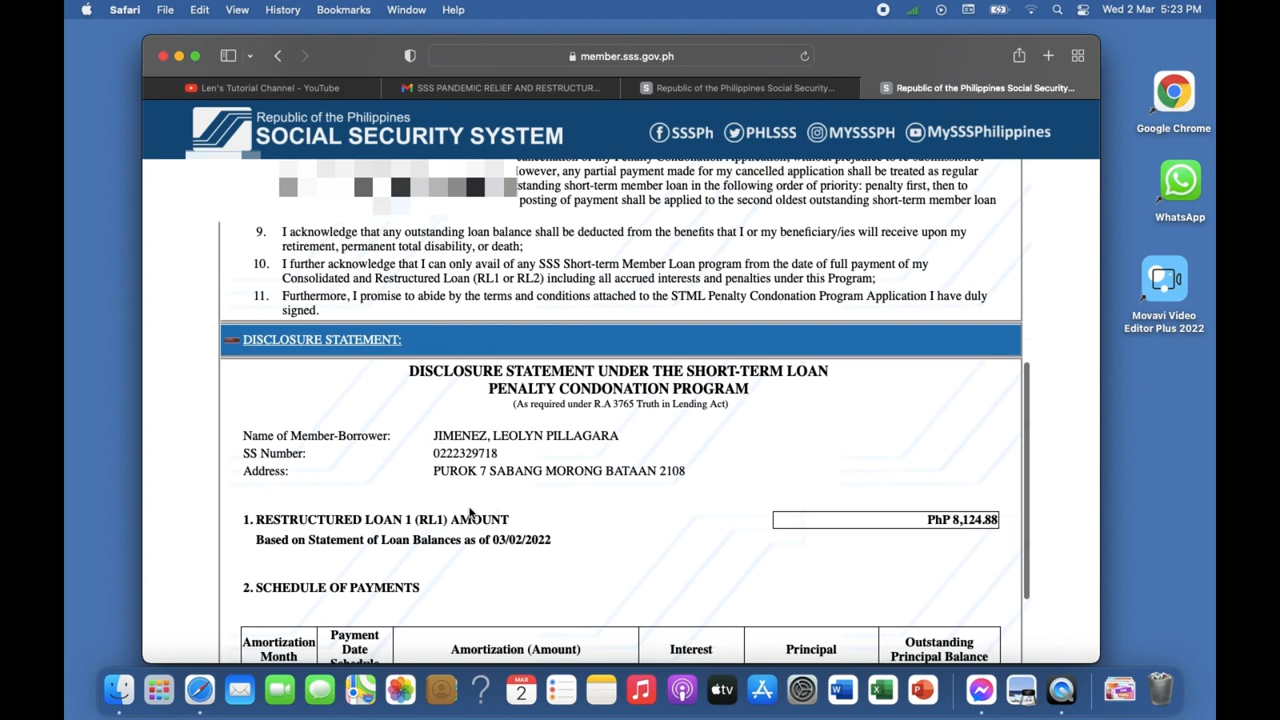 Safari File Edit View History Bookmarks Window Help Wed 2 Mar 5:23 PM
member.sss.gov.ph
Len's Tutorial Channel - YouTube
SSS PANDEMIC RELIEF AND RESTRUCTUR...
Republic of the Philippines Social Security...
Republic of the Philippines Social Security...
Republic of the Philippines
SOCIAL SECURITY SYSTEM
SSSPh PHLSSS MYSSSPH MySSSPhilippines
owever, any partial payment made for my cancelled application shall be treated as regular
standing short-term member loan in the following order of priority: penalty first, then to
posting of payment shall be applied to the second oldest outstanding short-term member loan
9. I acknowledge that any outstanding loan balance shall be deducted from the benefits that I or my beneficiary/ies will receive upon my
retirement, permanent total disability, or death;
10. I further acknowledge that I can only avail of any SSS Short-term Member Loan program from the date of full payment of my
Consolidated and Restructured Loan (RL1 or RL2) including all accrued interests and penalties under this Program;
11. Furthermore, I promise to abide by the terms and conditions attached to the STML Penalty Condonation Program Application I have duly
signed.
DISCLOSURE STATEMENT:
DISCLOSURE STATEMENT UNDER THE SHORT-TERM LOAN
PENALTY CONDONATION PROGRAM
(As required under R.A 3765 Truth in Lending Act)
Name of Member-Borrower: JIMENEZ, LEOLYN PILLAGARA
SS Number: 0222329718
Address: PUROK 7 SABANG MORONG BATAAN 2108
1. RESTRUCTURED LOAN 1 (RL1) AMOUNT PhP 8,124.88
Based on Statement of Loan Balances as of 03/02/2022
2. SCHEDULE OF PAYMENTS
Amortization Month
Payment Date Schedule
Amortization (Amount)
Interest
Principal
Outstanding Principal Balance
Google Chrome
WhatsApp
Movavi Video
Editor Plus 2022
MAR
2
tv